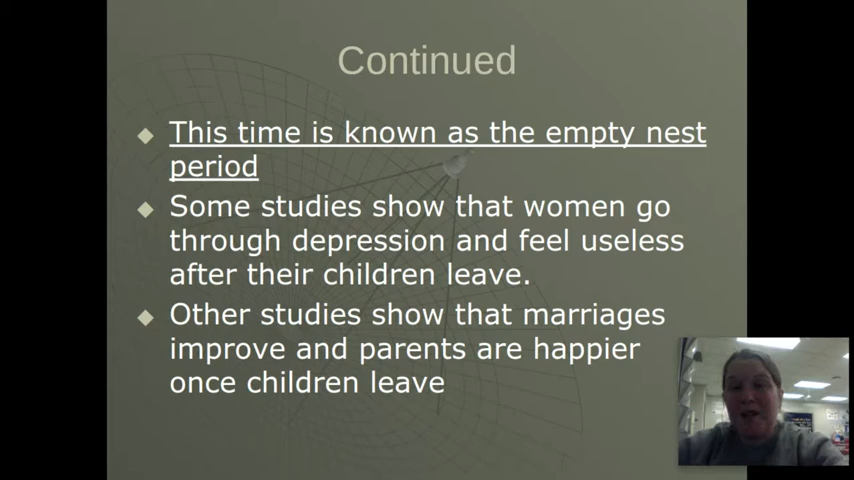 Continued
This time is known as the empty nest
period
Some studies show that women go
through depression and feel useless
after their children leave.
Other studies show that marriages
improve and parents are happier
once children leave